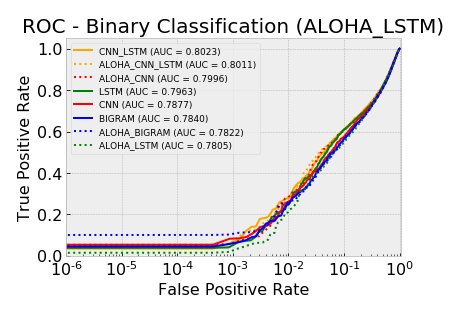 ROC - Binary Classification (ALOHA_LSTM)
True Positive Rate
1.0
0.8
0.6
0.4
0.2
0.0
CNN_LSTM (AUC = 0.8023)
ALOHA_CNN_LSTM (AUC = 0.8011)
ALOHA_CNN (AUC = 0.7996)
LSTM (AUC = 0.7963)
CNN (AUC = 0.7877)
BIGRAM (AUC = 0.7840)
ALOHA_BIGRAM (AUC = 0.7822)
ALOHA_LSTM (AUC = 0.7805)
10⁻⁶ 10⁻⁵ 10⁻⁴ 10⁻³ 10⁻² 10⁻¹ 10⁰
False Positive Rate